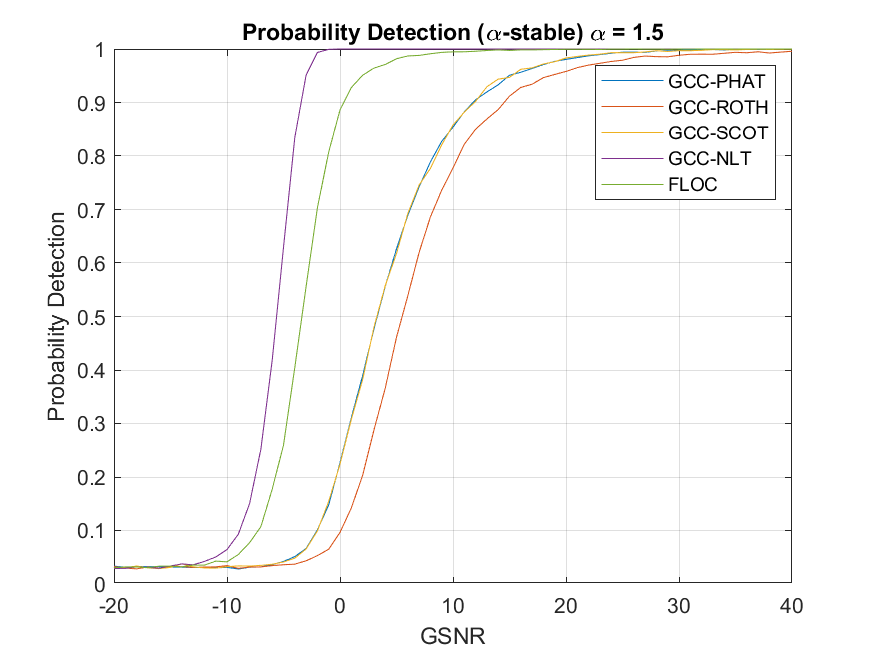 Probability Detection (α-stable) α = 1.5
Probability Detection
1
0.9
0.8
0.7
0.6
0.5
0.4
0.3
0.2
0.1
0
-20
-10
0
10
20
30
40
GSNR
GCC-PHAT
GCC-ROTH
GCC-SCOT
GCC-NLT
FLOC